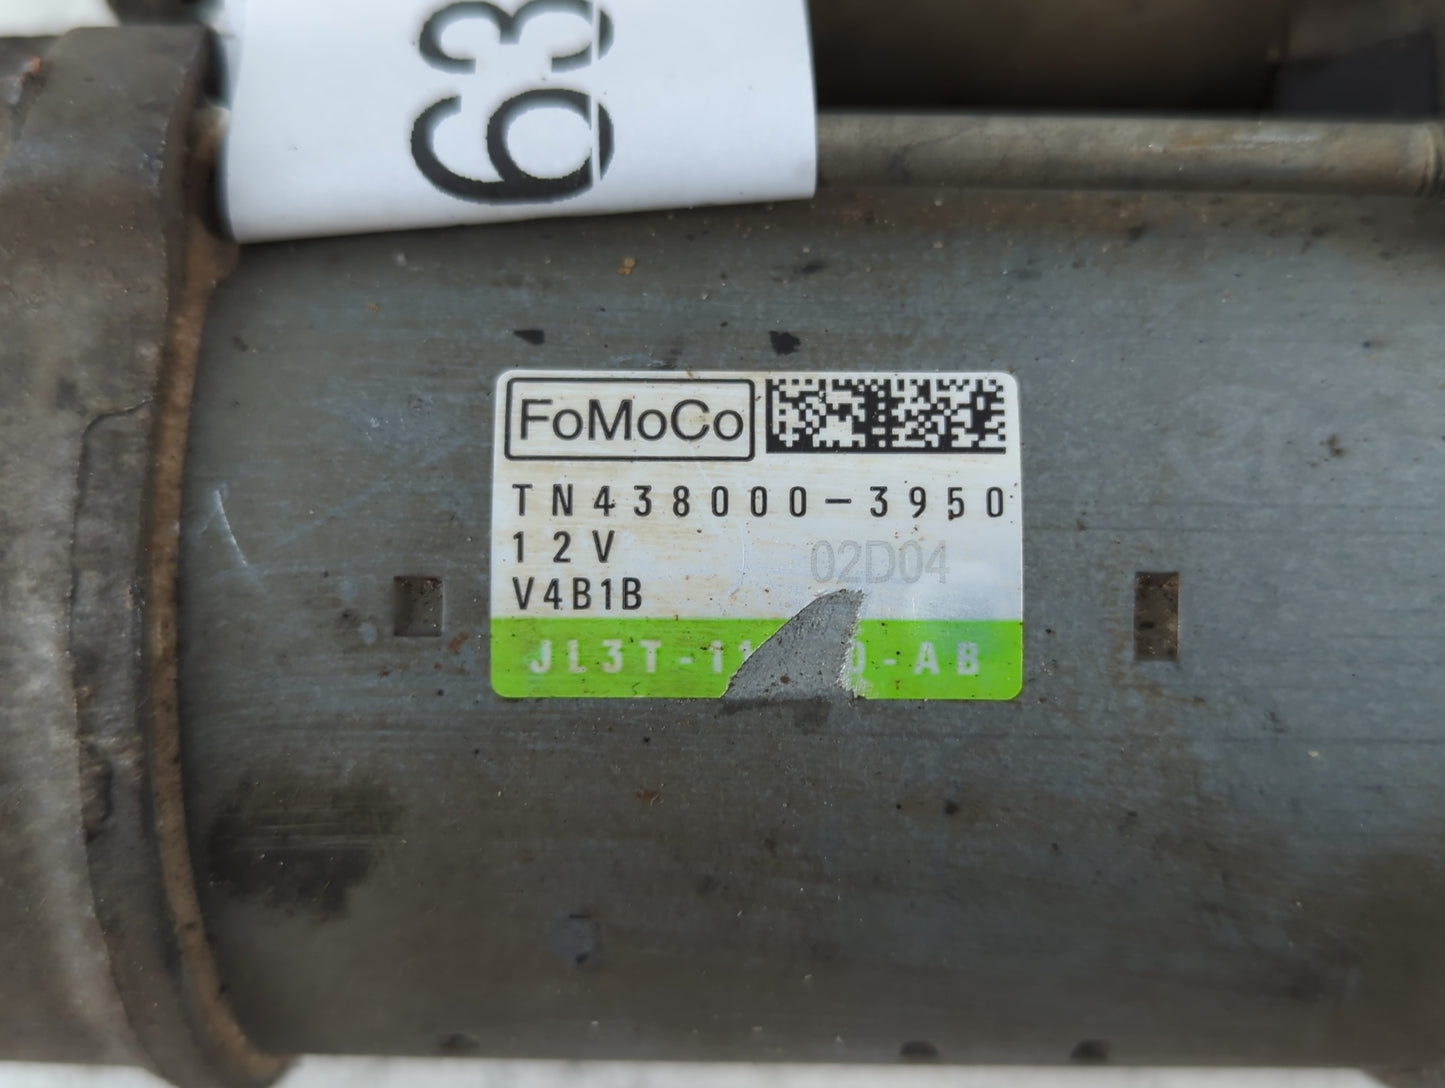 63
FoMoCo
TN438000-3950
12V 02D04
V4B1B